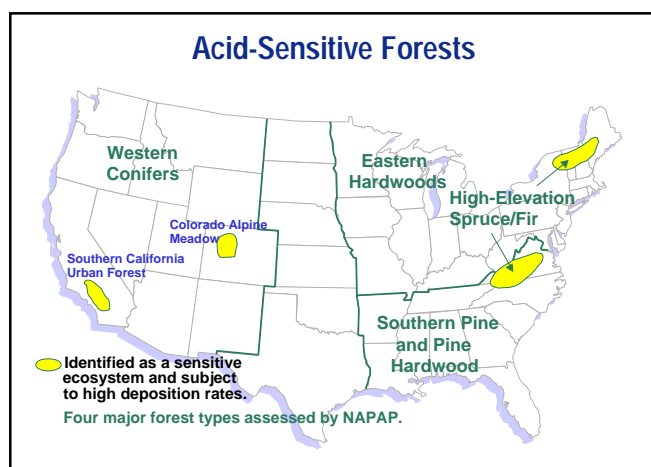 Acid-Sensitive Forests
Western
Conifers
Eastern
Hardwoods
High-Elevation
Spruce/Fir
Colorado Alpine
Meadow
Southern California
Urban Forest
Southern Pine
and Pine
Hardwood
Identified as a sensitive
ecosystem and subject
to high deposition rates.
Four major forest types assessed by NAPAP.